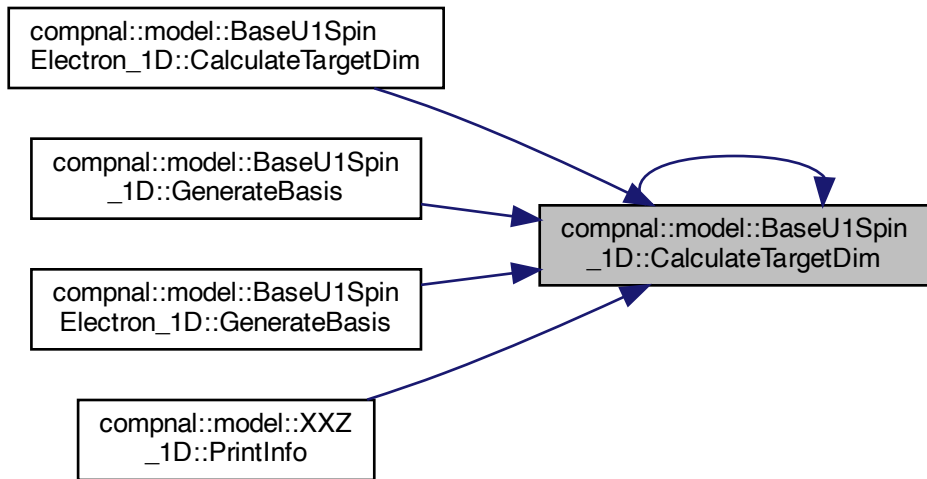 compnal::model::BaseU1Spin
Electron_1D::CalculateTargetDim
compnal::model::BaseU1Spin
_1D::GenerateBasis
compnal::model::BaseU1Spin
Electron_1D::GenerateBasis
compnal::model::XXZ
_1D::PrintInfo
compnal::model::BaseU1Spin
_1D::CalculateTargetDim